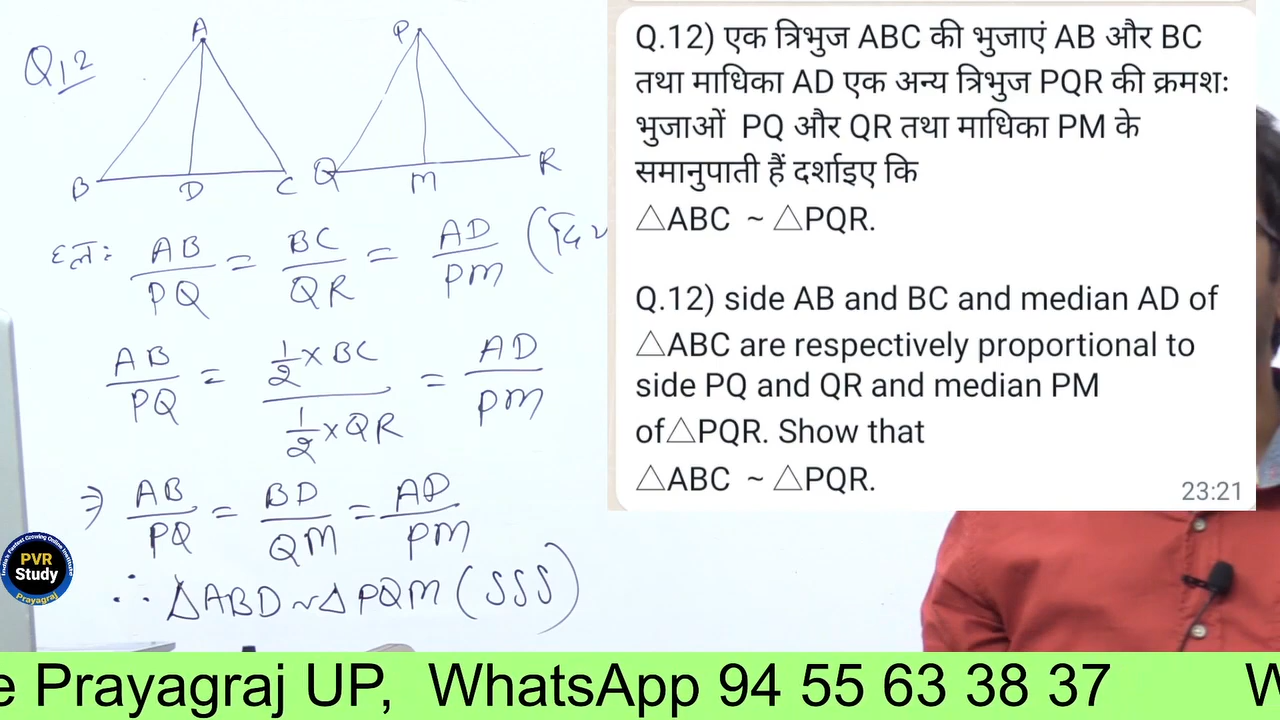 Q12
A
B
D
C
P
Q
M
R
हल: AB/PQ = BC/QR = AD/PM (दि
AB/PQ = 1/2 × BC / 1/2 × QR = AD/PM
⇒ AB/PQ = BD/QM = AD/PM
∴ △ABD ~ △PQM (SSS)
Q.12) एक त्रिभुज ABC की भुजाएं AB और BC
तथा माधिका AD एक अन्य त्रिभुज PQR की क्रमशः
भुजाओं PQ और QR तथा माधिका PM के
समानुपाती हैं दर्शाइए कि
△ABC ~ △PQR.
Q.12) side AB and BC and median AD of
△ABC are respectively proportional to
side PQ and QR and median PM
of△PQR. Show that
△ABC ~ △PQR.
23:21
PVR
Study
Prayagraj
e Prayagraj UP, WhatsApp 94 55 63 38 37 W